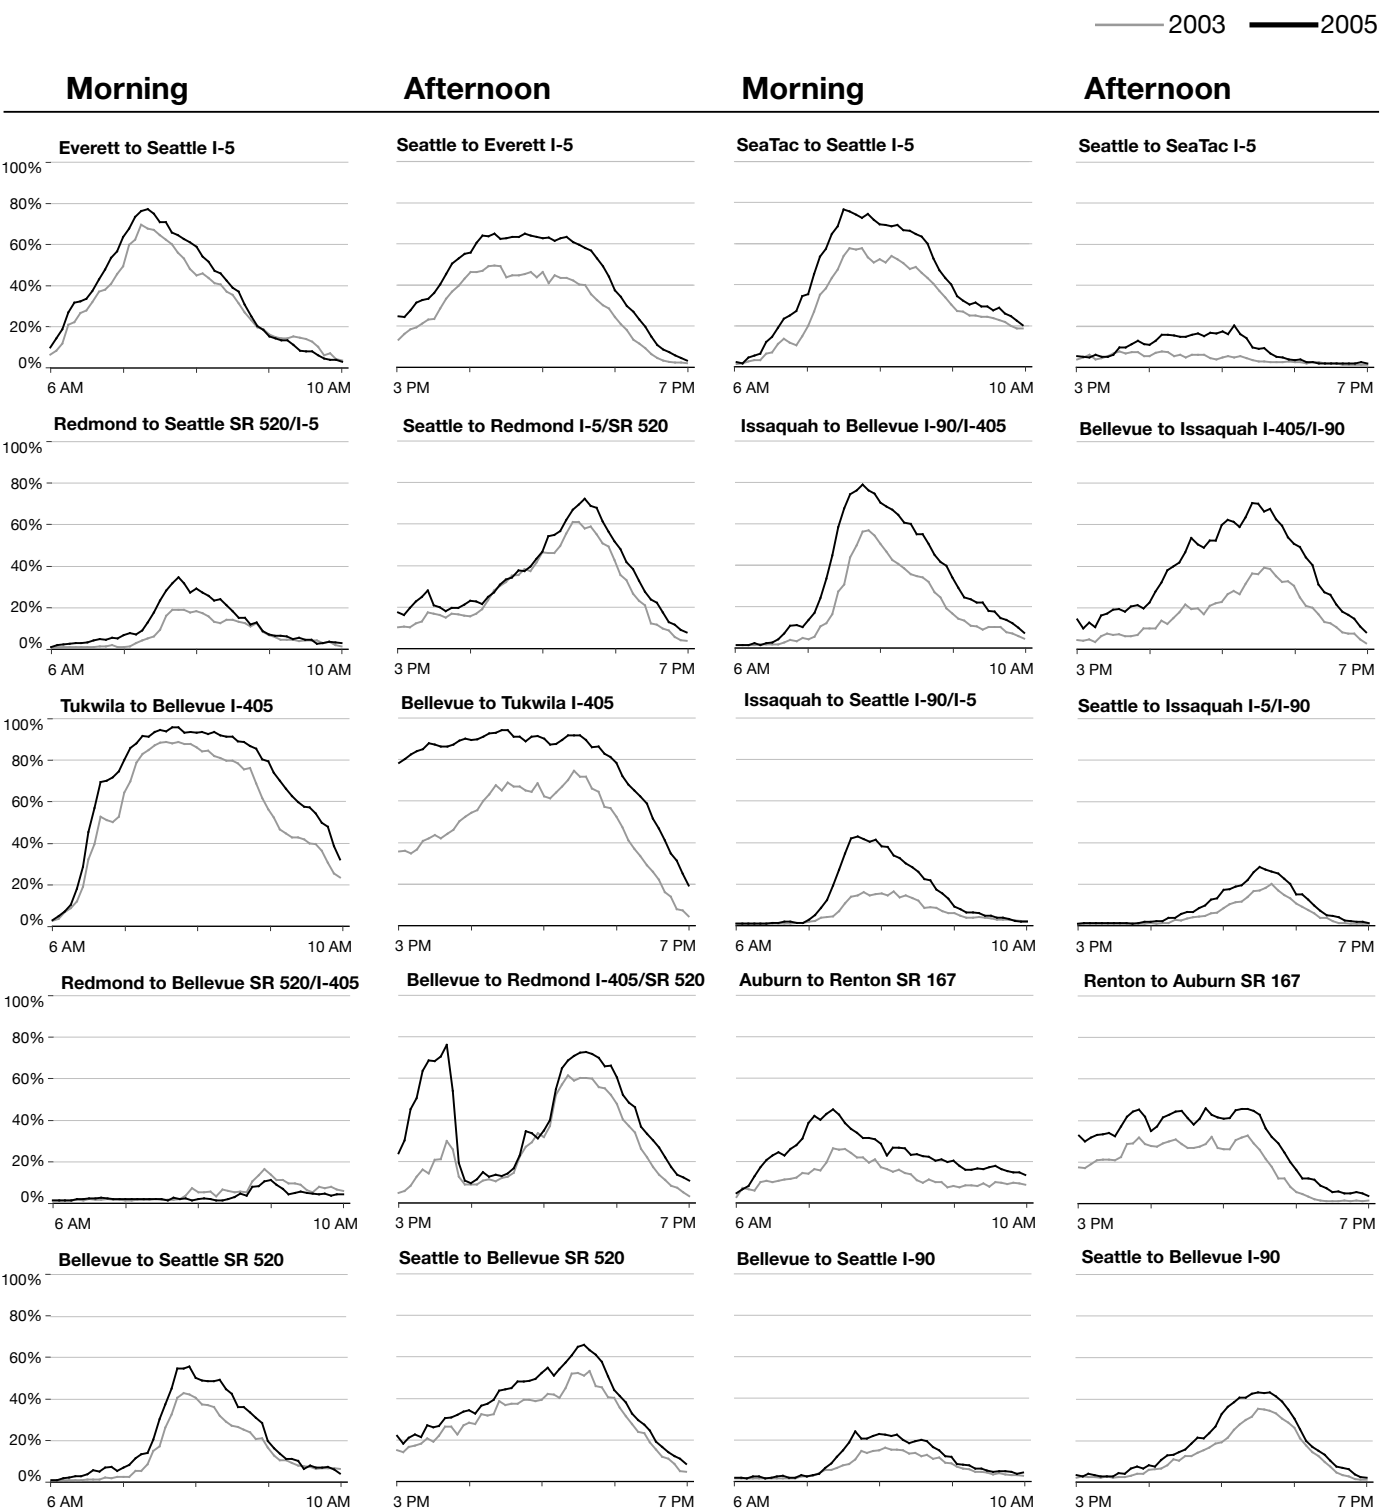 2003 2005
Morning Afternoon Morning Afternoon
Everett to Seattle I-5 Seattle to Everett I-5 SeaTac to Seattle I-5 Seattle to SeaTac I-5
100%
80%
60%
40%
20%
0%
6 AM 10 AM 3 PM 7 PM 6 AM 10 AM 3 PM 7 PM
Redmond to Seattle SR 520/I-5 Seattle to Redmond I-5/SR 520 Issaquah to Bellevue I-90/I-405 Bellevue to Issaquah I-405/I-90
100%
80%
60%
40%
20%
0%
6 AM 10 AM 3 PM 7 PM 6 AM 10 AM 3 PM 7 PM
Tukwila to Bellevue I-405 Bellevue to Tukwila I-405 Issaquah to Seattle I-90/I-5 Seattle to Issaquah I-5/I-90
100%
80%
60%
40%
20%
0%
6 AM 10 AM 3 PM 7 PM 6 AM 10 AM 3 PM 7 PM
Redmond to Bellevue SR 520/I-405 Bellevue to Redmond I-405/SR 520 Auburn to Renton SR 167 Renton to Auburn SR 167
100%
80%
60%
40%
20%
0%
6 AM 10 AM 3 PM 7 PM 6 AM 10 AM 3 PM 7 PM
Bellevue to Seattle SR 520 Seattle to Bellevue SR 520 Bellevue to Seattle I-90 Seattle to Bellevue I-90
100%
80%
60%
40%
20%
0%
6 AM 10 AM 3 PM 7 PM 6 AM 10 AM 3 PM 7 PM